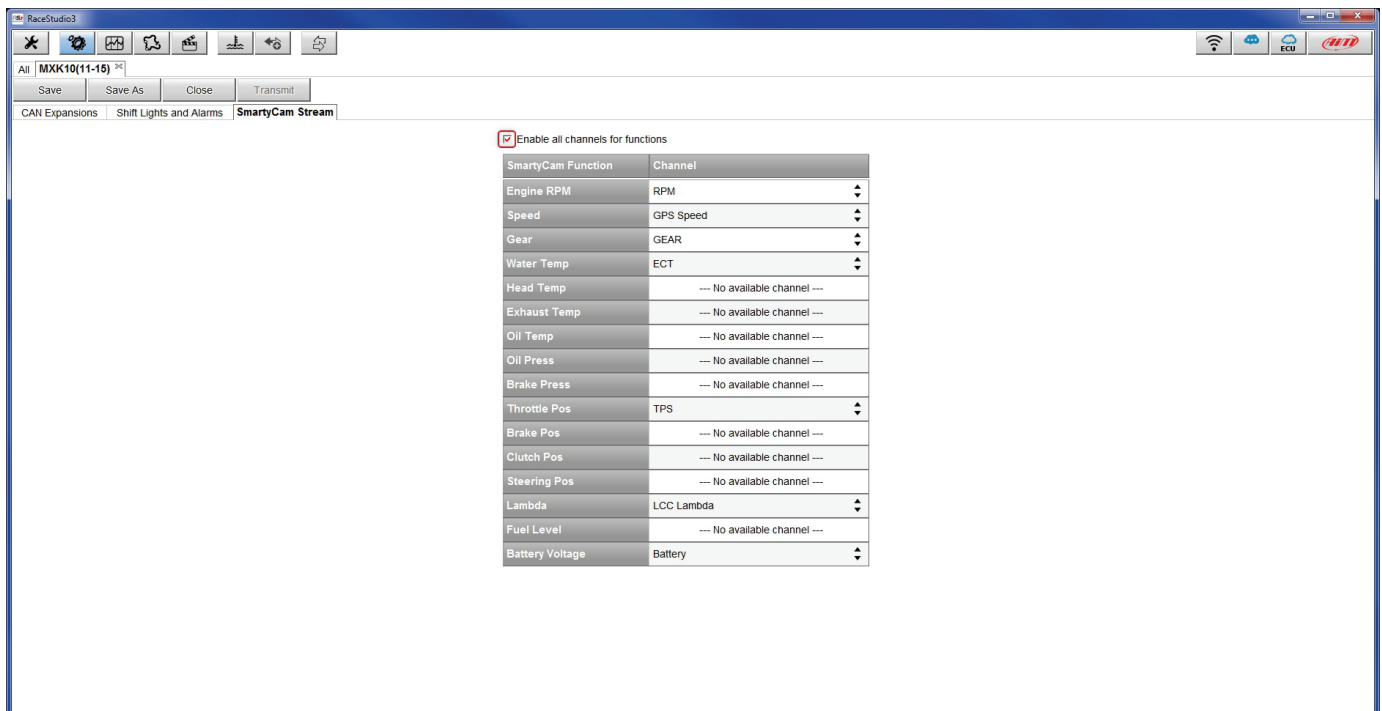 RaceStudio3
ECU
AiM
All MXK10(11-15)
Save Save As Close Transmit
CAN Expansions Shift Lights and Alarms SmartyCam Stream
Enable all channels for functions
SmartyCam Function Channel
Engine RPM RPM
Speed GPS Speed
Gear GEAR
Water Temp ECT
Head Temp --- No available channel ---
Exhaust Temp --- No available channel ---
Oil Temp --- No available channel ---
Oil Press --- No available channel ---
Brake Press --- No available channel ---
Throttle Pos TPS
Brake Pos --- No available channel ---
Clutch Pos --- No available channel ---
Steering Pos --- No available channel ---
Lambda LCC Lambda
Fuel Level --- No available channel ---
Battery Voltage Battery